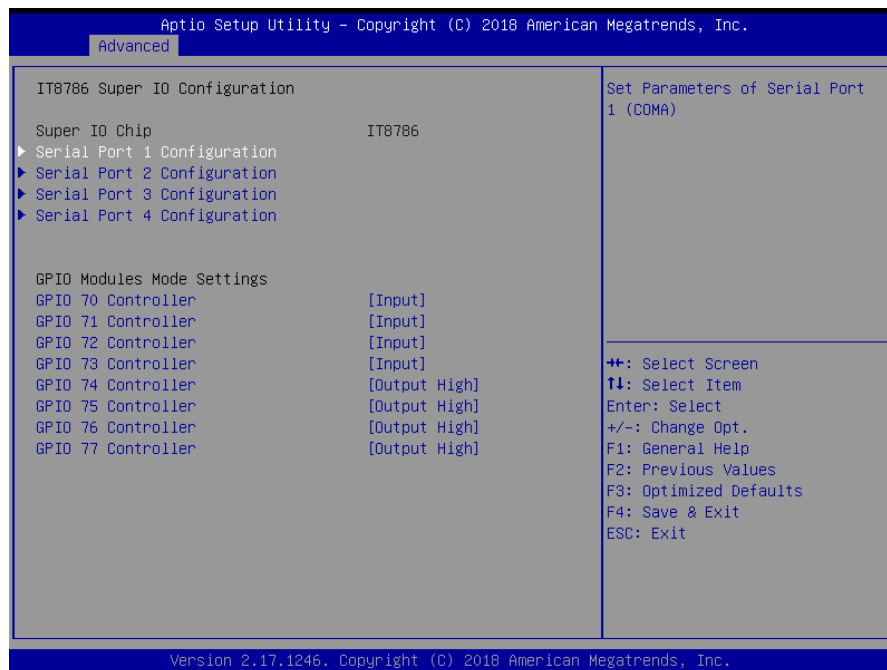 Aptio Setup Utility – Copyright (C) 2018 American Megatrends, Inc.
Advanced
IT8786 Super IO Configuration
Super IO Chip IT8786
Serial Port 1 Configuration
Serial Port 2 Configuration
Serial Port 3 Configuration
Serial Port 4 Configuration
GPIO Modules Mode Settings
GPIO 70 Controller [Input]
GPIO 71 Controller [Input]
GPIO 72 Controller [Input]
GPIO 73 Controller [Input]
GPIO 74 Controller [Output High]
GPIO 75 Controller [Output High]
GPIO 76 Controller [Output High]
GPIO 77 Controller [Output High]
Set Parameters of Serial Port
1 (COMA)
→←: Select Screen
↑↓: Select Item
Enter: Select
+/-: Change Opt.
F1: General Help
F2: Previous Values
F3: Optimized Defaults
F4: Save & Exit
ESC: Exit
Version 2.17.1246. Copyright (C) 2018 American Megatrends, Inc.